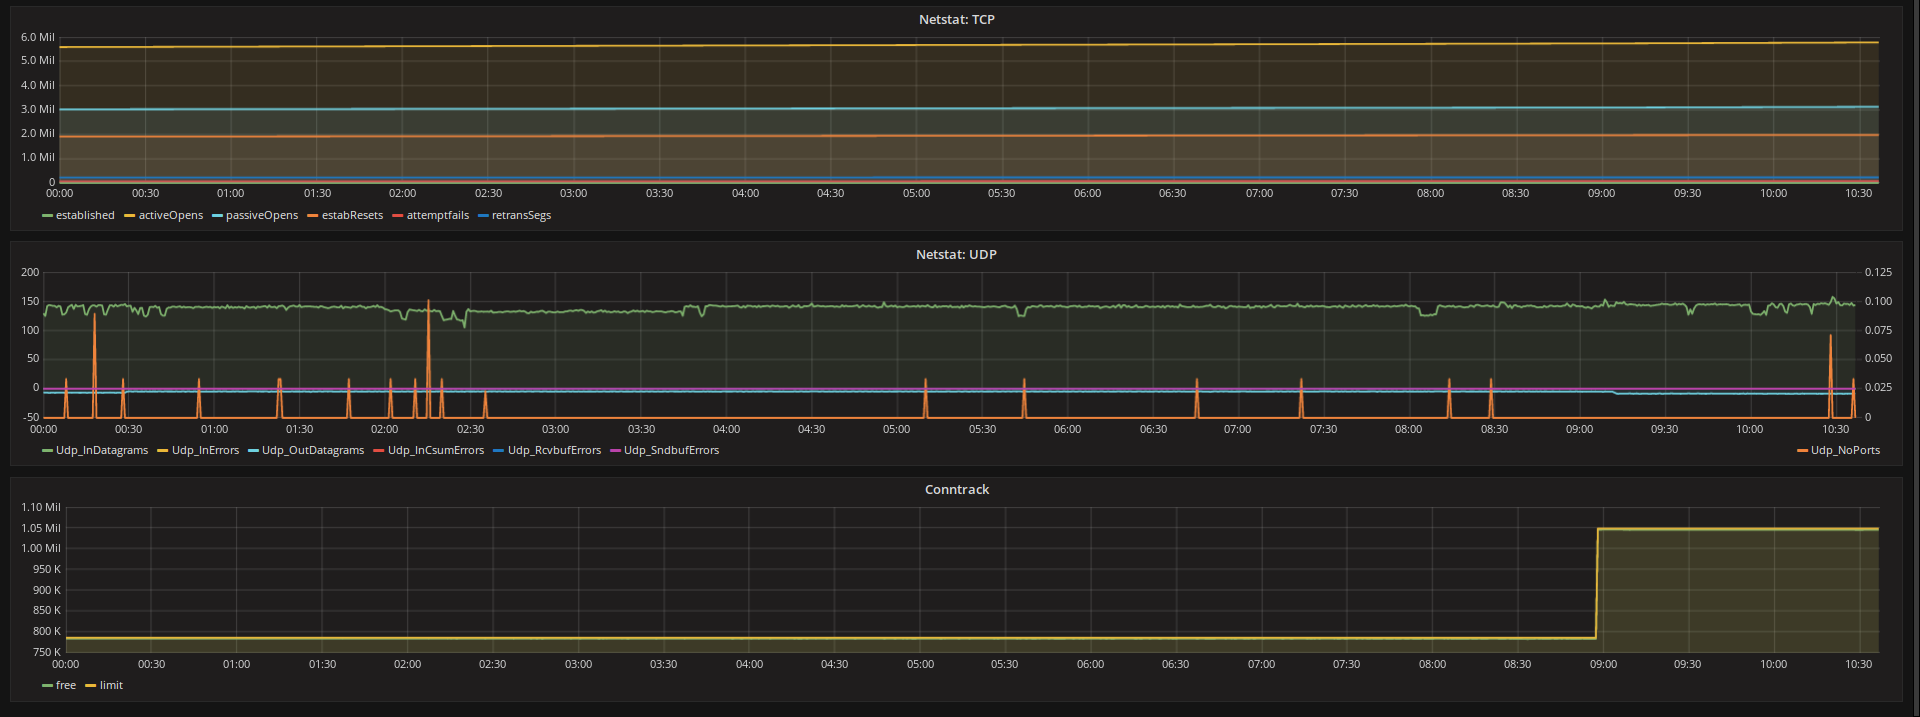 Netstat: TCP
6.0 Mil
5.0 Mil
4.0 Mil
3.0 Mil
2.0 Mil
1.0 Mil
0
00:00 00:30 01:00 01:30 02:00 02:30 03:00 03:30 04:00 04:30 05:00 05:30 06:00 06:30 07:00 07:30 08:00 08:30 09:00 09:30 10:00 10:30
established activeOpens passiveOpens estabResets attemptfails retransSegs
Netstat: UDP
200 0.125
150 0.100
100 0.075
50 0.050
0 0.025
-50 0
00:00 00:30 01:00 01:30 02:00 02:30 03:00 03:30 04:00 04:30 05:00 05:30 06:00 06:30 07:00 07:30 08:00 08:30 09:00 09:30 10:00 10:30
Udp_InDatagrams Udp_InErrors Udp_OutDatagrams Udp_InCsumErrors Udp_RcvbufErrors Udp_SndbufErrors Udp_NoPorts
Conntrack
1.10 Mil
1.05 Mil
1.00 Mil
950 K
900 K
850 K
800 K
750 K
00:00 00:30 01:00 01:30 02:00 02:30 03:00 03:30 04:00 04:30 05:00 05:30 06:00 06:30 07:00 07:30 08:00 08:30 09:00 09:30 10:00 10:30
free limit